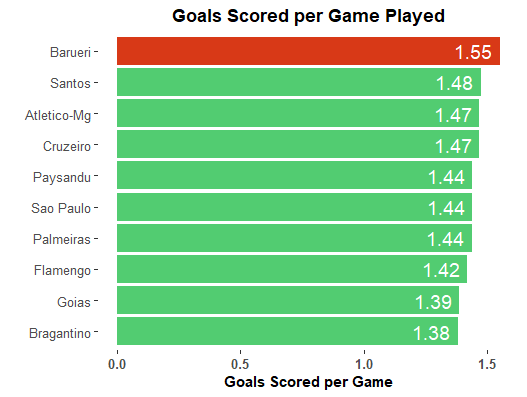 Goals Scored per Game Played
Barueri 1.55
Santos 1.48
Atletico-Mg 1.47
Cruzeiro 1.47
Paysandu 1.44
Sao Paulo 1.44
Palmeiras 1.44
Flamengo 1.42
Goias 1.39
Bragantino 1.38
0.0 0.5 1.0 1.5
Goals Scored per Game